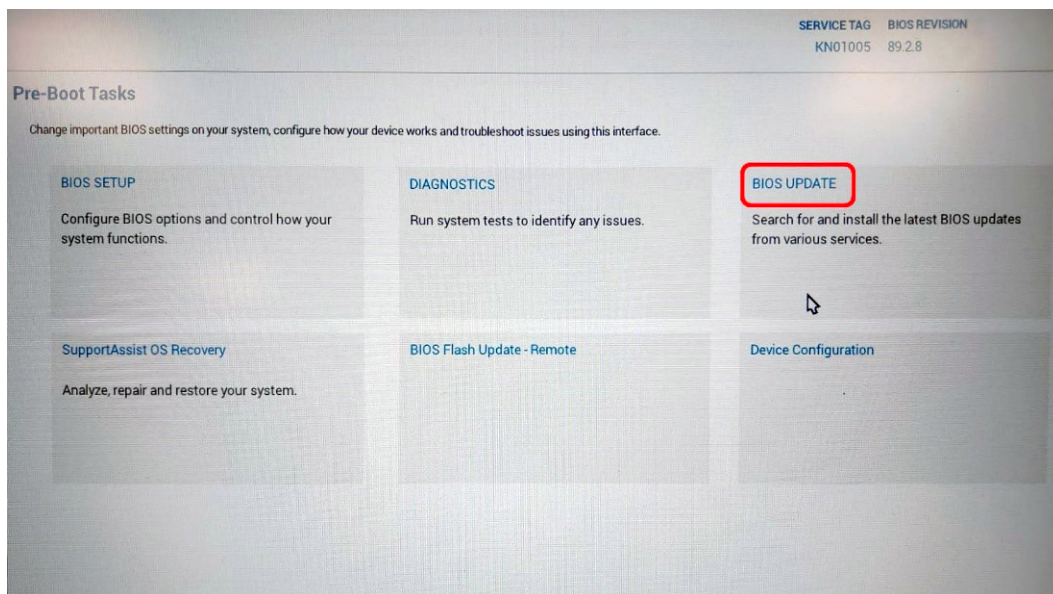 SERVICE TAG BIOS REVISION
KN01005 89.2.8
Pre-Boot Tasks
Change important BIOS settings on your system, configure how your device works and troubleshoot issues using this interface.
BIOS SETUP
Configure BIOS options and control how your
system functions.
DIAGNOSTICS
Run system tests to identify any issues.
BIOS UPDATE
Search for and install the latest BIOS updates
from various services.
SupportAssist OS Recovery
Analyze, repair and restore your system.
BIOS Flash Update - Remote
Device Configuration